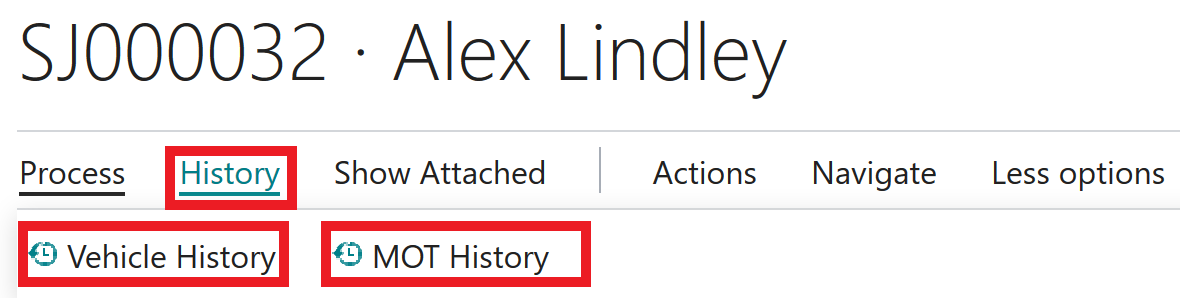 SJ000032 · Alex Lindley
Process History Show Attached Actions Navigate Less options
Vehicle History MOT History